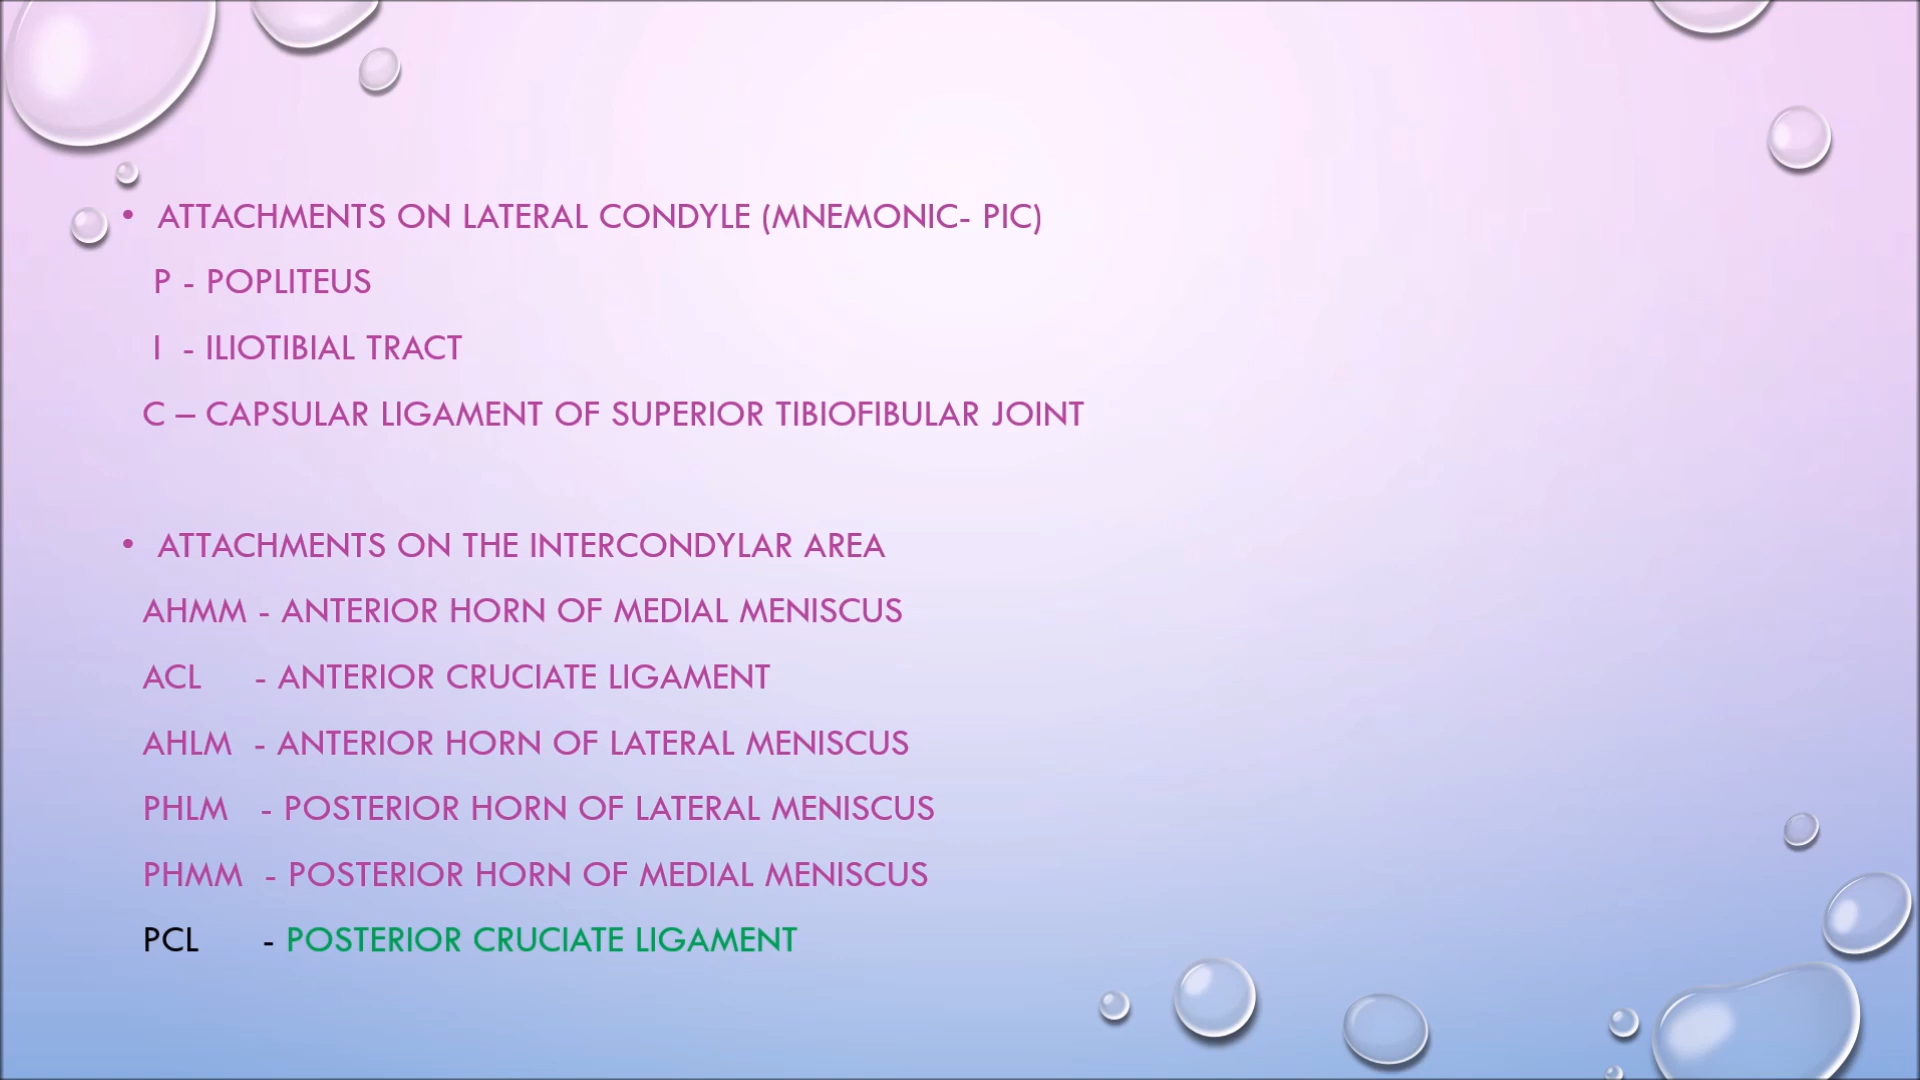 • ATTACHMENTS ON LATERAL CONDYLE (MNEMONIC- PIC)
P - POPLITEUS
I - ILIOTIBIAL TRACT
C – CAPSULAR LIGAMENT OF SUPERIOR TIBIOFIBULAR JOINT
• ATTACHMENTS ON THE INTERCONDYLAR AREA
AHMM - ANTERIOR HORN OF MEDIAL MENISCUS
ACL - ANTERIOR CRUCIATE LIGAMENT
AHLM - ANTERIOR HORN OF LATERAL MENISCUS
PHLM - POSTERIOR HORN OF LATERAL MENISCUS
PHMM - POSTERIOR HORN OF MEDIAL MENISCUS
PCL - POSTERIOR CRUCIATE LIGAMENT